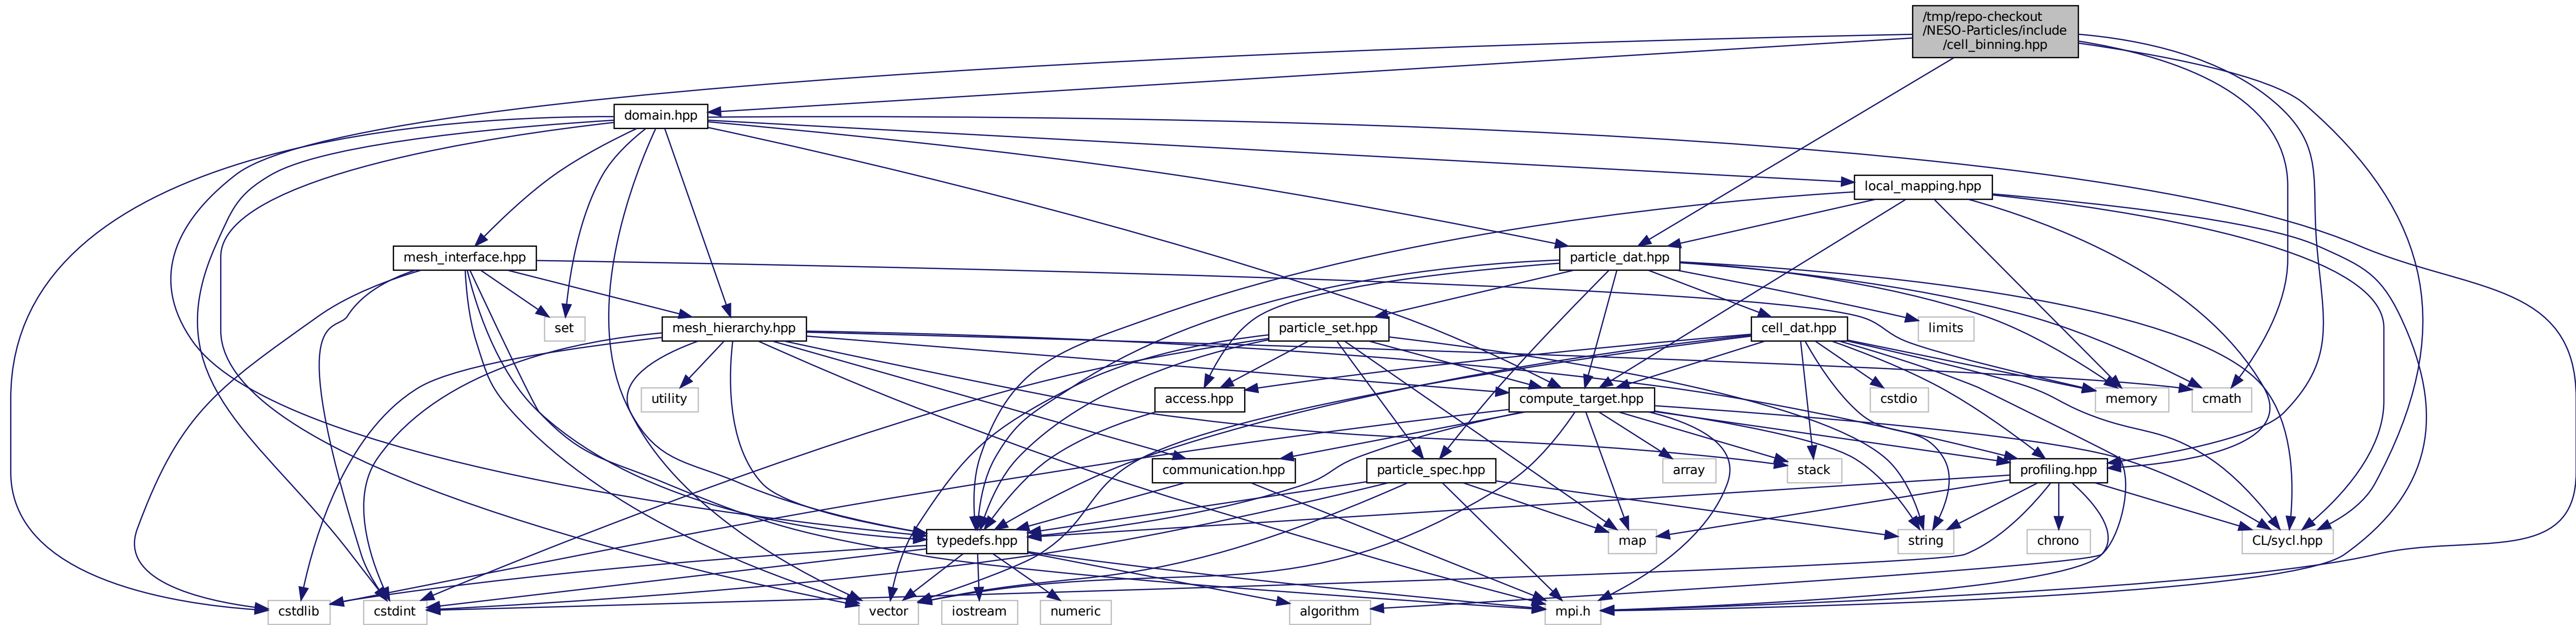 /tmp/repo-checkout
/NESO-Particles/include
/cell_binning.hpp
domain.hpp
local_mapping.hpp
mesh_interface.hpp
particle_dat.hpp
set
mesh_hierarchy.hpp
particle_set.hpp
cell_dat.hpp
limits
utility
access.hpp
compute_target.hpp
cstdio
memory
cmath
communication.hpp
particle_spec.hpp
array
stack
profiling.hpp
typedefs.hpp
map
string
chrono
CL/sycl.hpp
cstdlib
cstdint
vector
iostream
numeric
algorithm
mpi.h